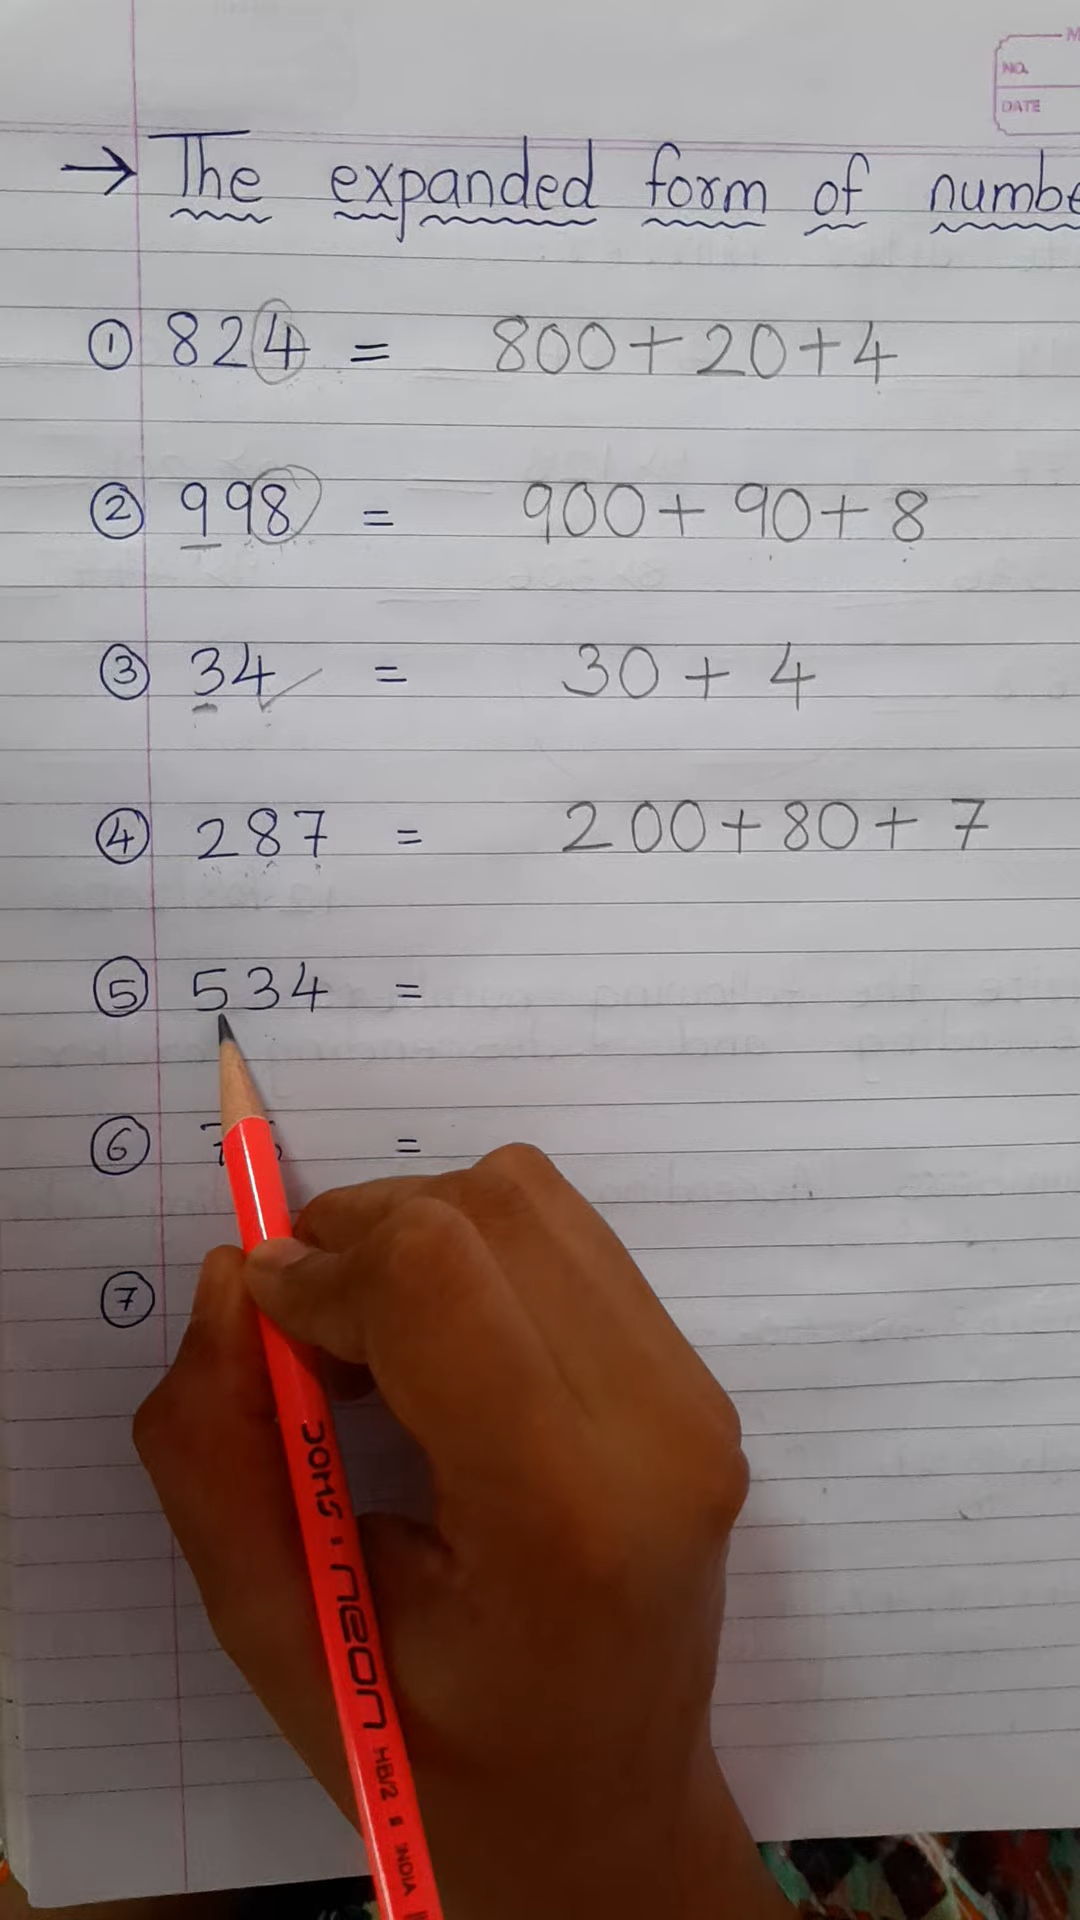 NO.
DATE
→ The expanded form of
① 824 = 800+20+4
② 998 = 900+90+8
③ 34 = 30+4
④ 287 = 200+80+7
⑤ 534 =
⑥ =
⑦
DOMS neon HB/2 INDIA